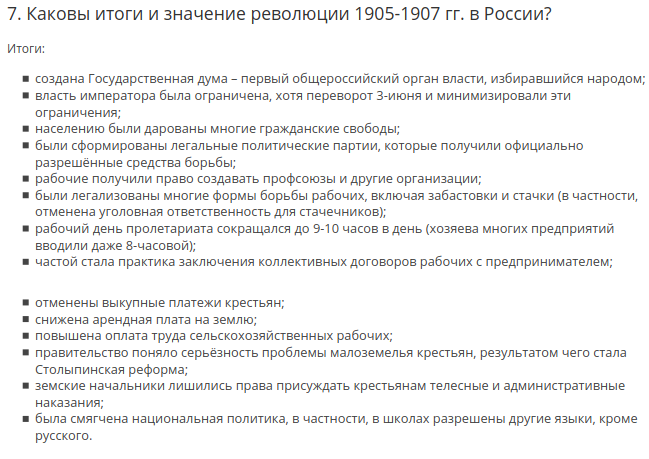 7. Каковы итоги и значение революции 1905-1907 гг. в России?
Итоги:
создана Государственная дума – первый общероссийский орган власти, избиравшийся народом;
власть императора была ограничена, хотя переворот 3-июня и минимизировали эти
ограничения;
населению были дарованы многие гражданские свободы;
были сформированы легальные политические партии, которые получили официально
разрешённые средства борьбы;
рабочие получили право создавать профсоюзы и другие организации;
были легализованы многие формы борьбы рабочих, включая забастовки и стачки (в частности,
отменена уголовная ответственность для стачечников);
рабочий день пролетариата сокращался до 9-10 часов в день (хозяева многих предприятий
вводили даже 8-часовой);
частой стала практика заключения коллективных договоров рабочих с предпринимателем;
отменены выкупные платежи крестьян;
снижена арендная плата на землю;
повышена оплата труда сельскохозяйственных рабочих;
правительство поняло серьёзность проблемы малоземелья крестьян, результатом чего стала
Столыпинская реформа;
земские начальники лишились права присуждать крестьянам телесные и административные
наказания;
была смягчена национальная политика, в частности, в школах разрешены другие языки, кроме
русского.